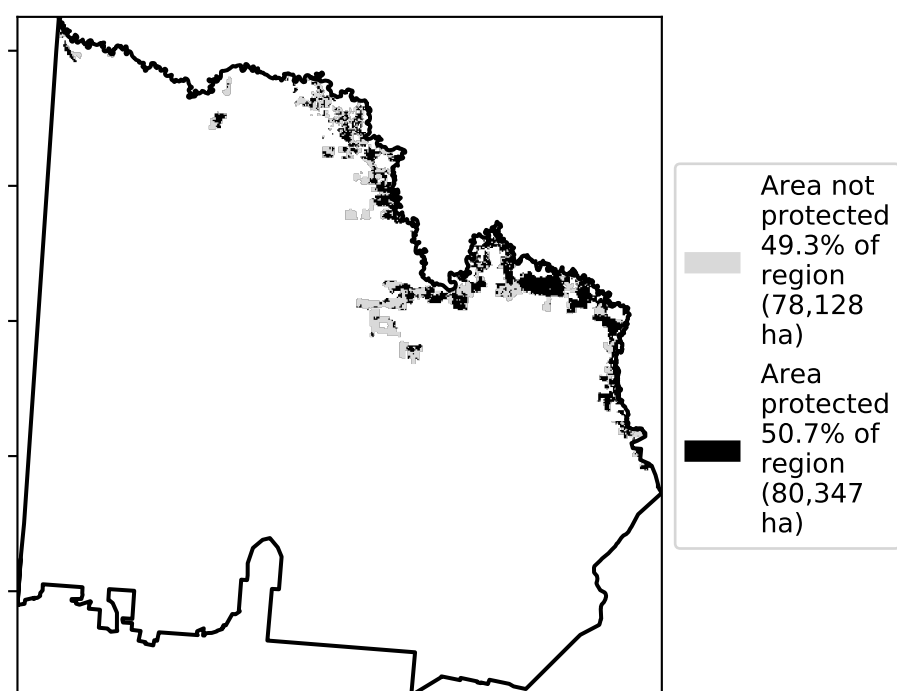 Area not
protected
49.3% of
region
(78,128
ha)
Area
protected
50.7% of
region
(80,347
ha)